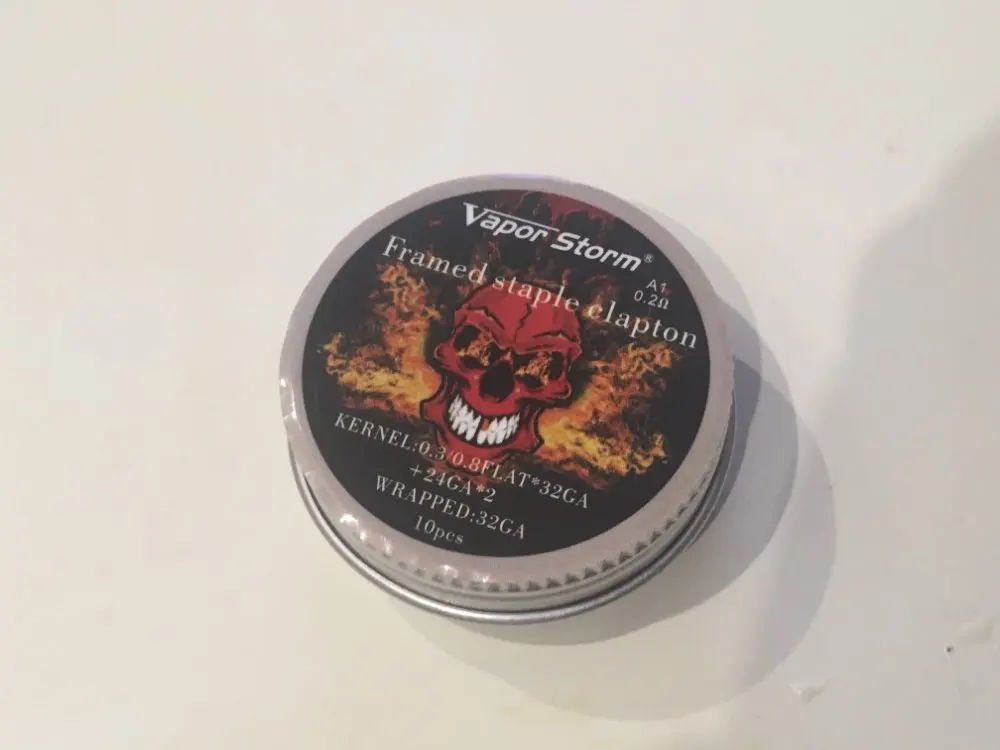 Vapor Storm®
A1
0.2Ω
Framed staple clapton
KERNEL:0.3/0.8FLAT*32GA
+24GA*2
WRAPPED:32GA
10pcs